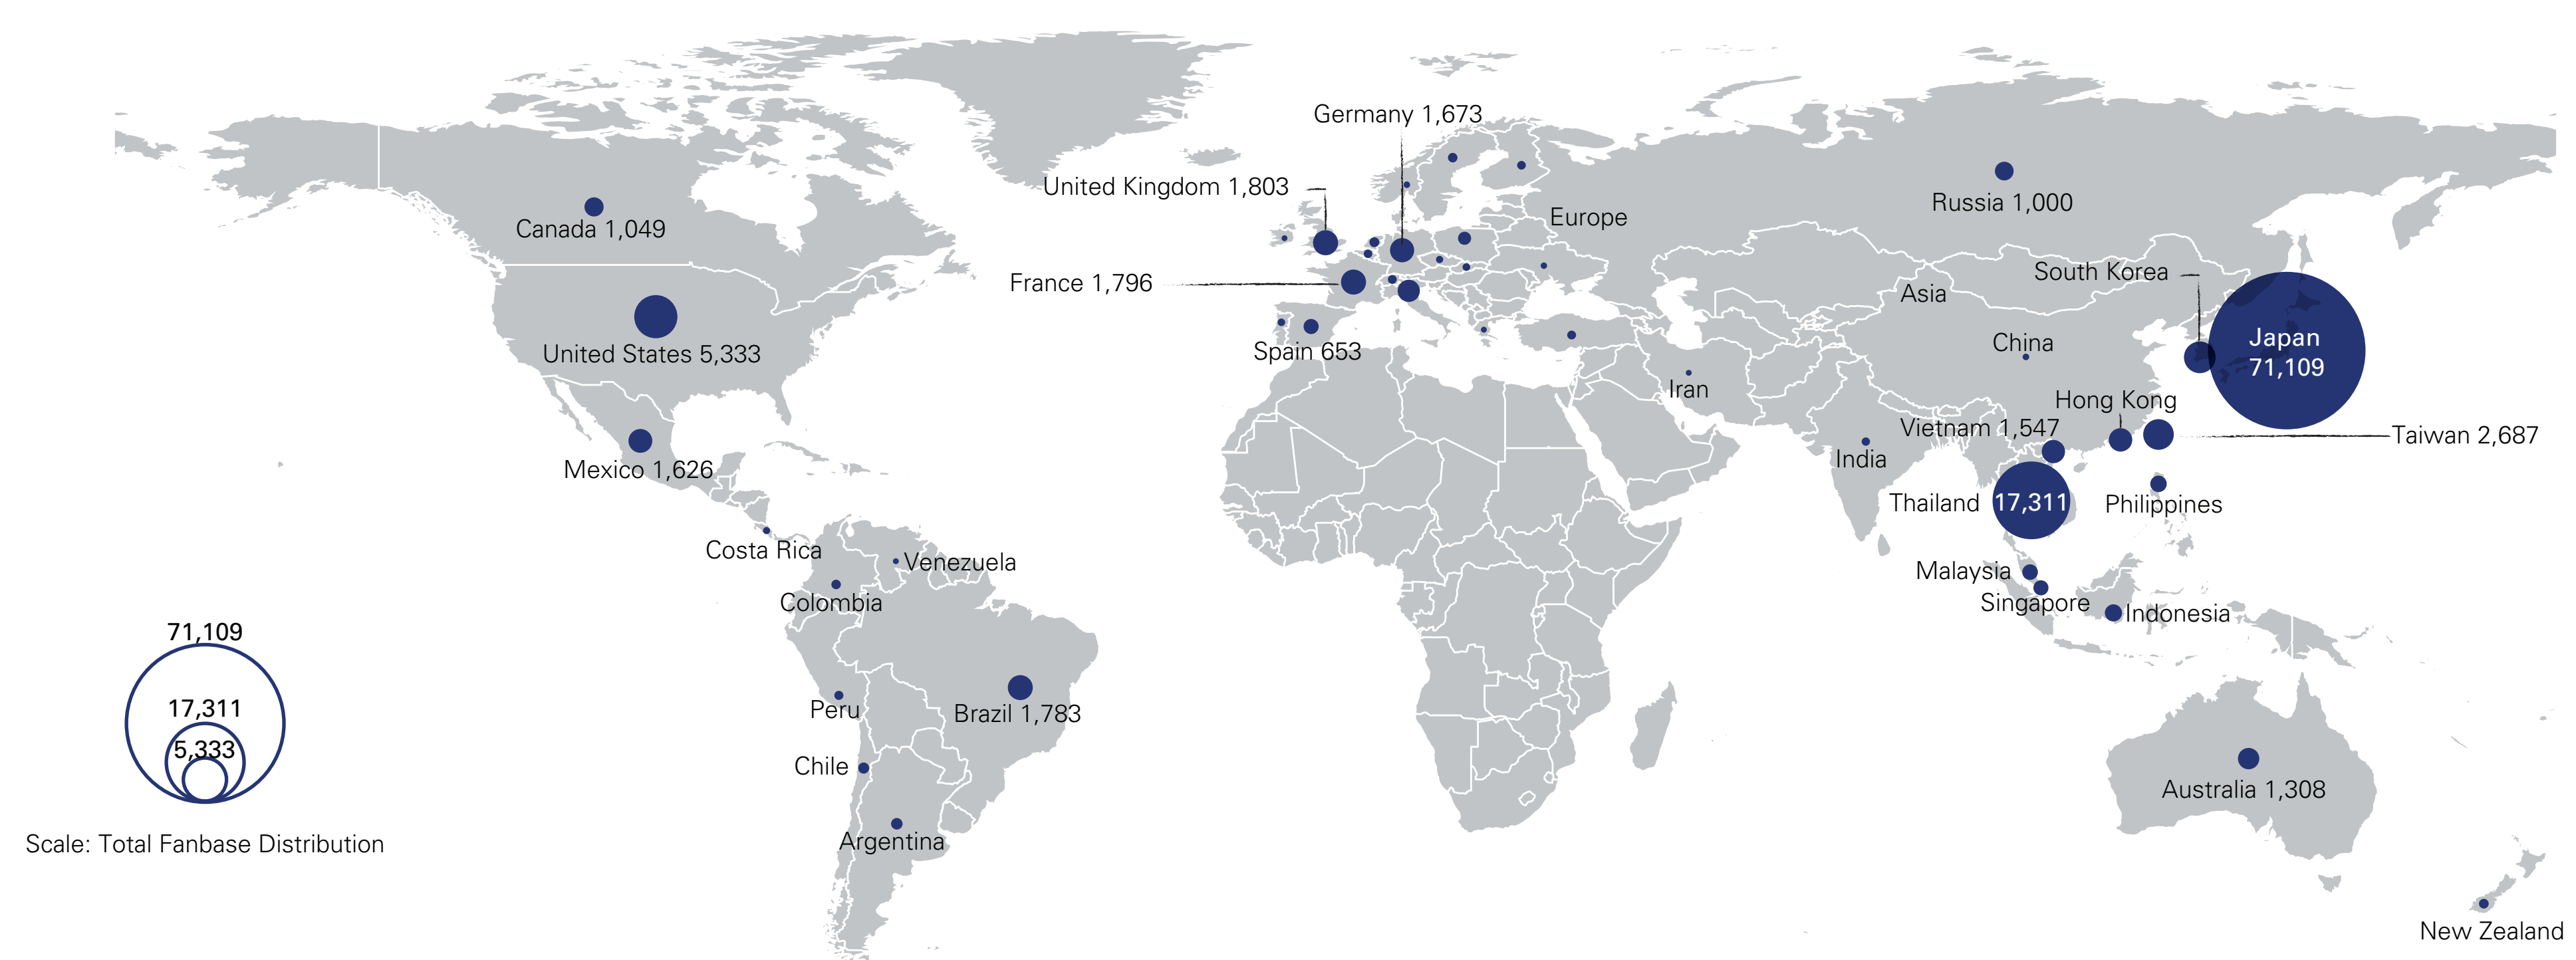 Germany 1,673
United Kingdom 1,803
Russia 1,000
Europe
Canada 1,049
South Korea
France 1,796
Asia
Japan
71,109
China
United States 5,333
Spain 653
Iran
Hong Kong
Vietnam 1,547
Taiwan 2,687
India
Mexico 1,626
Thailand 17,311
Philippines
Costa Rica
Venezuela
Malaysia
Colombia
Singapore
Indonesia
71,109
17,311
5,333
Peru
Brazil 1,783
Chile
Australia 1,308
Argentina
Scale: Total Fanbase Distribution
New Zealand